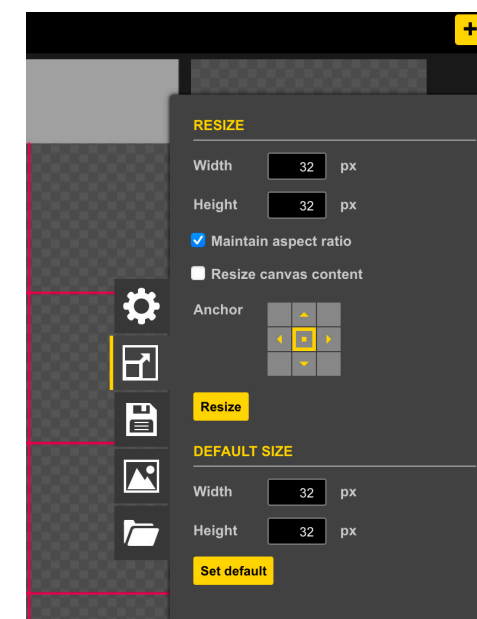 +
RESIZE
Width 32 px
Height 32 px
Maintain aspect ratio
Resize canvas content
Anchor
Resize
DEFAULT SIZE
Width 32 px
Height 32 px
Set default